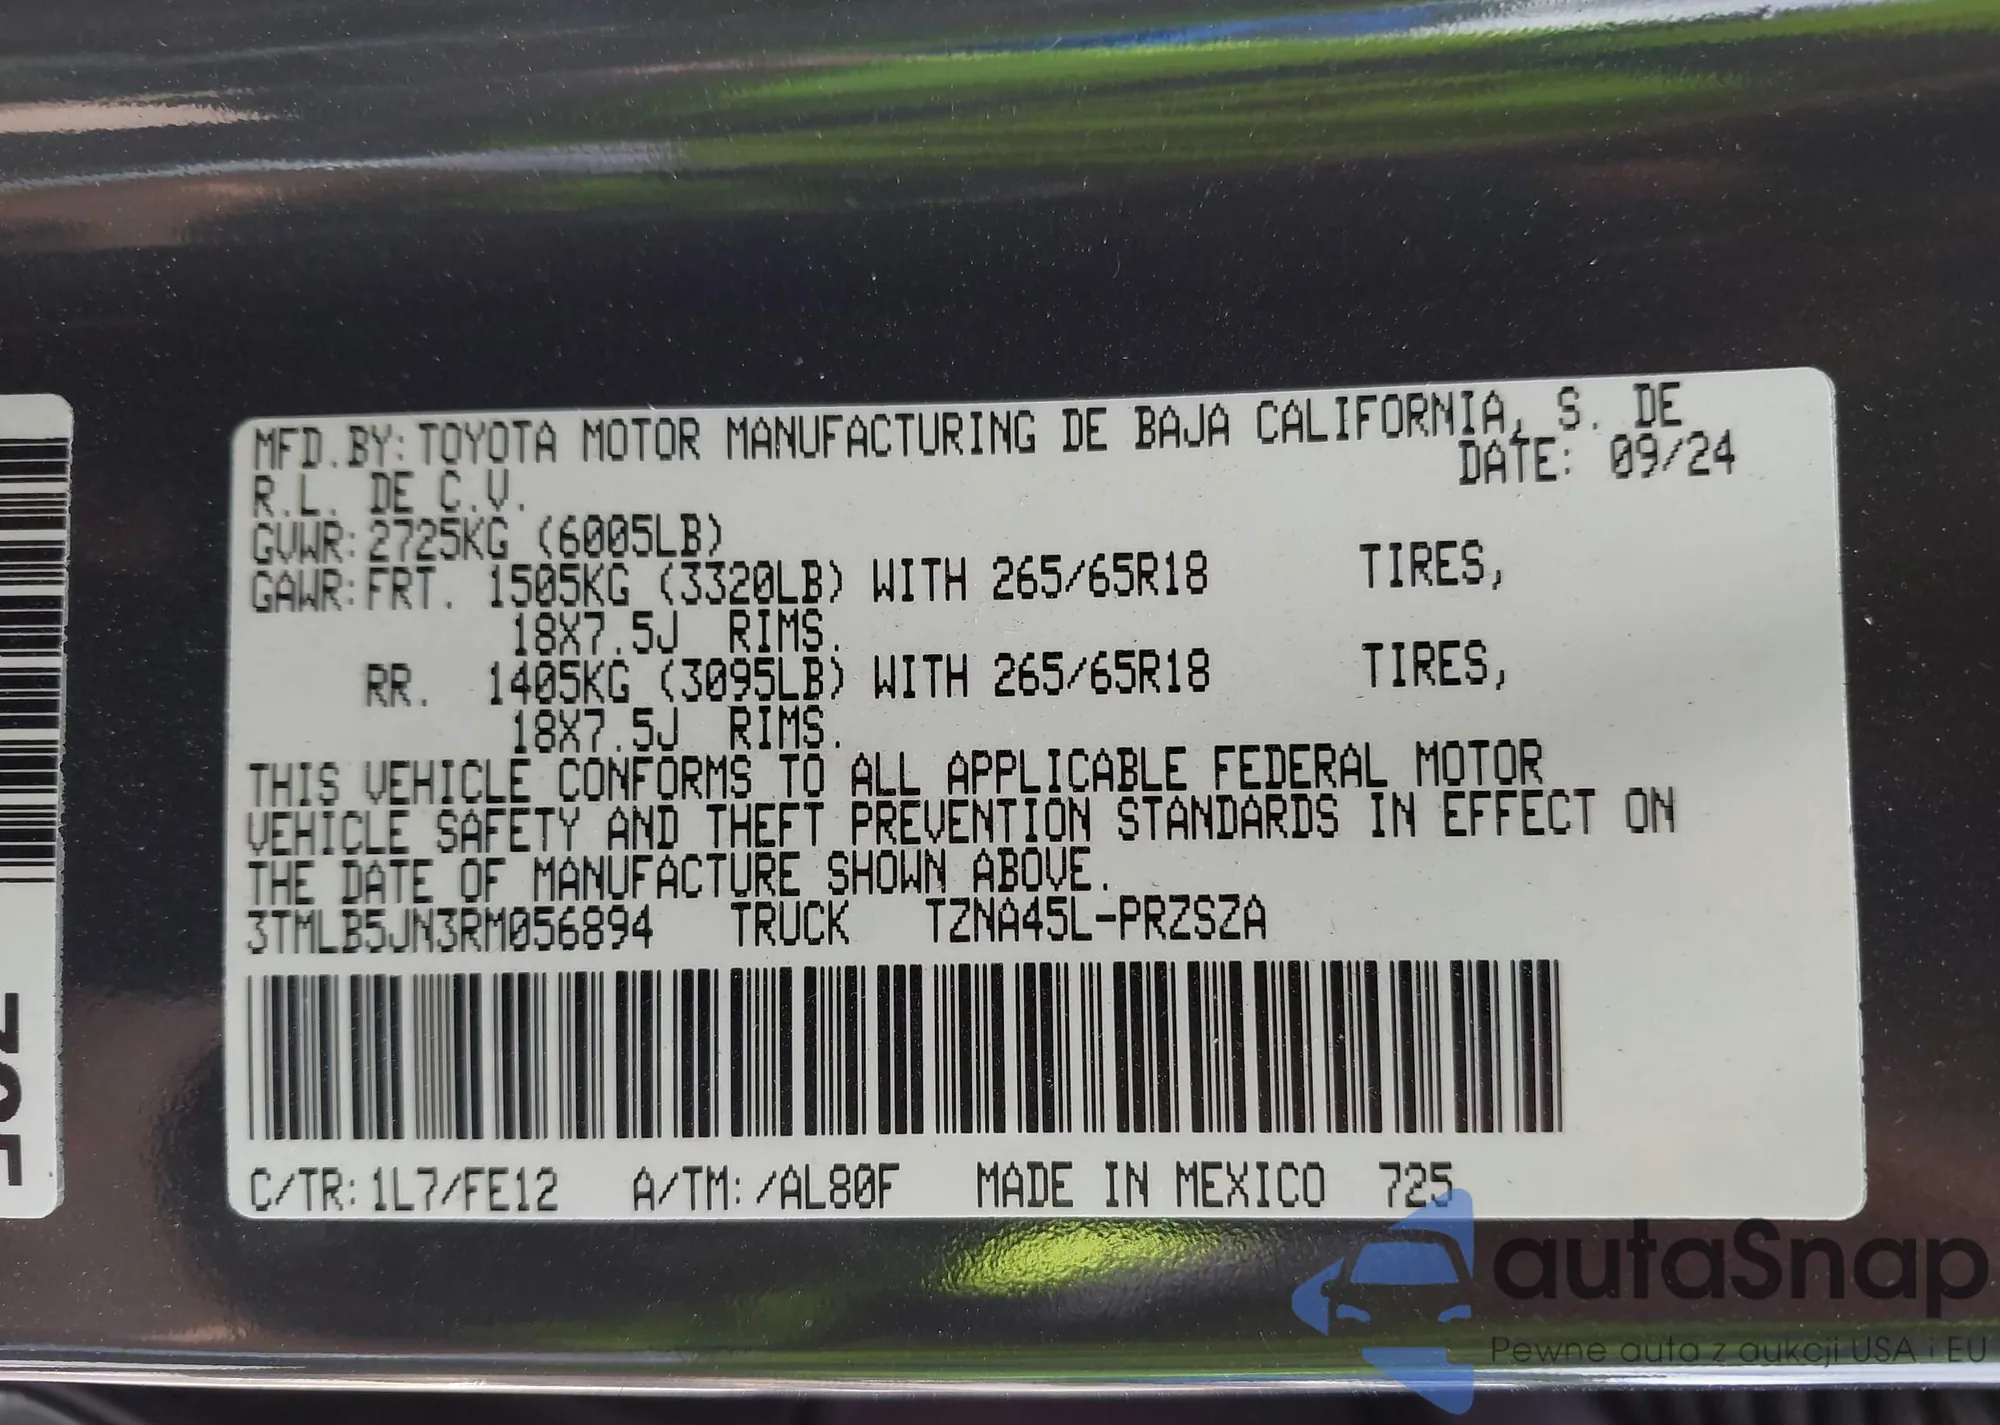 MFD.BY:TOYOTA MOTOR MANUFACTURING DE BAJA CALIFORNIA, S. DE
R.L. DE C.V. DATE: 09/24
GVWR:2725KG (6005LB)
GAWR:FRT. 1505KG (3320LB) WITH 265/65R18 TIRES,
18X7.5J RIMS.
RR. 1405KG (3095LB) WITH 265/65R18 TIRES,
18X7.5J RIMS.
THIS VEHICLE CONFORMS TO ALL APPLICABLE FEDERAL MOTOR
VEHICLE SAFETY AND THEFT PREVENTION STANDARDS IN EFFECT ON
THE DATE OF MANUFACTURE SHOWN ABOVE.
3TMLB5JN3RM056894 TRUCK TZNA45L-PRZSZA
C/TR:1L7/FE12 A/TM:/AL80F MADE IN MEXICO 725
autaSnap
Pewne auta z aukcji USA i EU